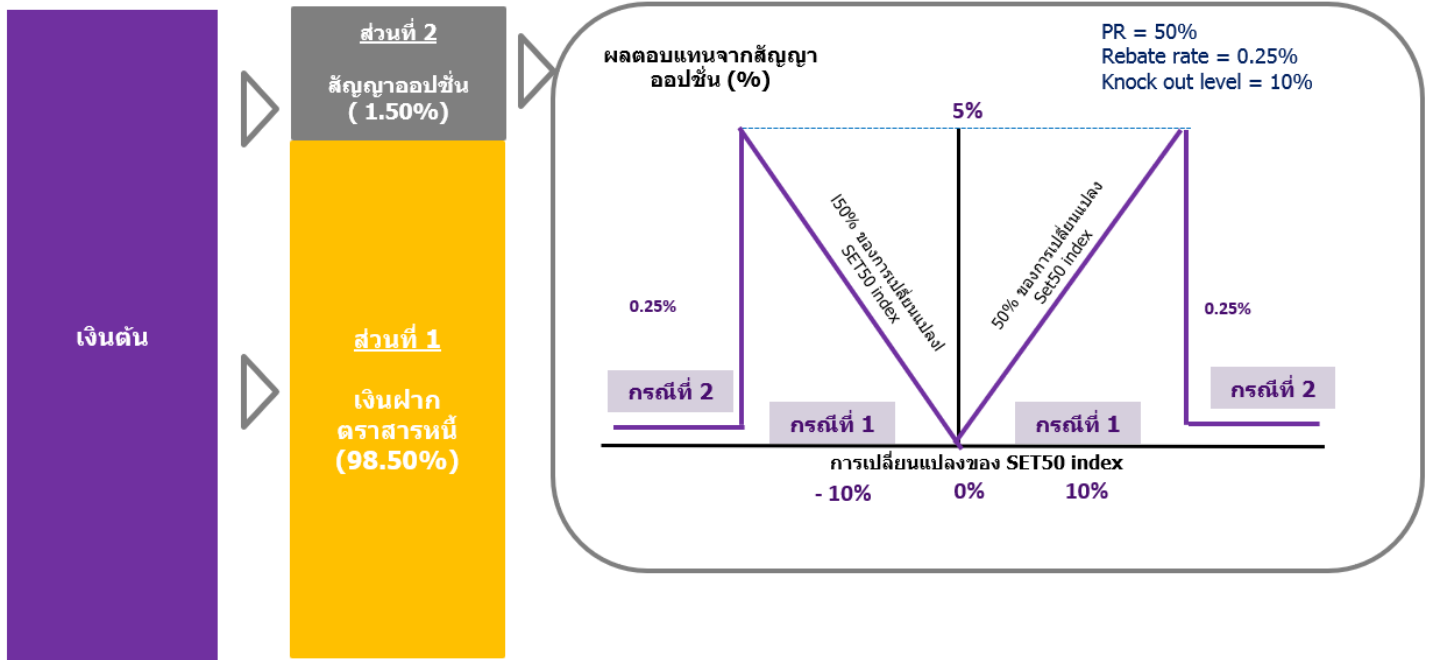 เงินต้น
ส่วนที่ 2
สัญญาออปชั่น
( 1.50%)
ส่วนที่ 1
เงินฝาก
ตราสารหนี้
(98.50%)
ผลตอบแทนจากสัญญา
ออปชั่น (%)
PR = 50%
Rebate rate = 0.25%
Knock out level = 10%
5%
|50% ของการเปลี่ยนแปลง|
SET50 index
50% ของการเปลี่ยนแปลง
Set50 index
0.25%
0.25%
กรณีที่ 2
กรณีที่ 1
กรณีที่ 1
กรณีที่ 2
การเปลี่ยนแปลงของ SET50 index
- 10%
0%
10%